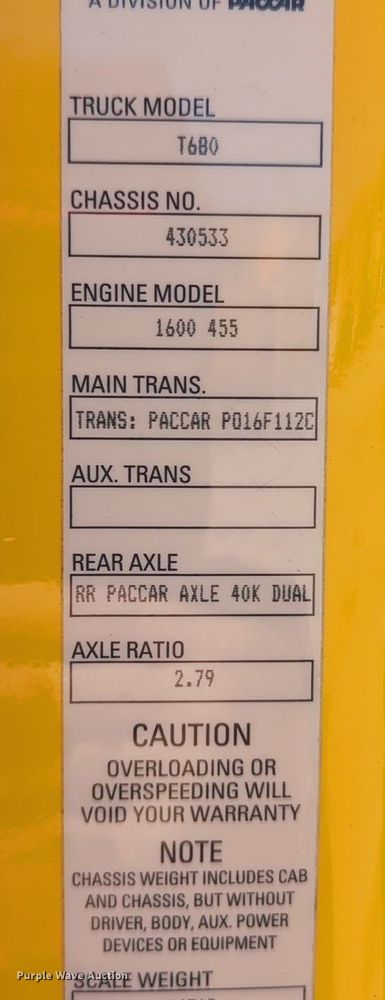 A DIVISION OF PACCAR
TRUCK MODEL
T680
CHASSIS NO.
430533
ENGINE MODEL
1600 455
MAIN TRANS.
TRANS: PACCAR PO16F112C
AUX. TRANS
REAR AXLE
RR PACCAR AXLE 40K DUAL
AXLE RATIO
2.79
CAUTION
OVERLOADING OR
OVERSPEEDING WILL
VOID YOUR WARRANTY
NOTE
CHASSIS WEIGHT INCLUDES CAB
AND CHASSIS, BUT WITHOUT
DRIVER, BODY, AUX. POWER
DEVICES OR EQUIPMENT
Purple Wave Auction
SCALE WEIGHT